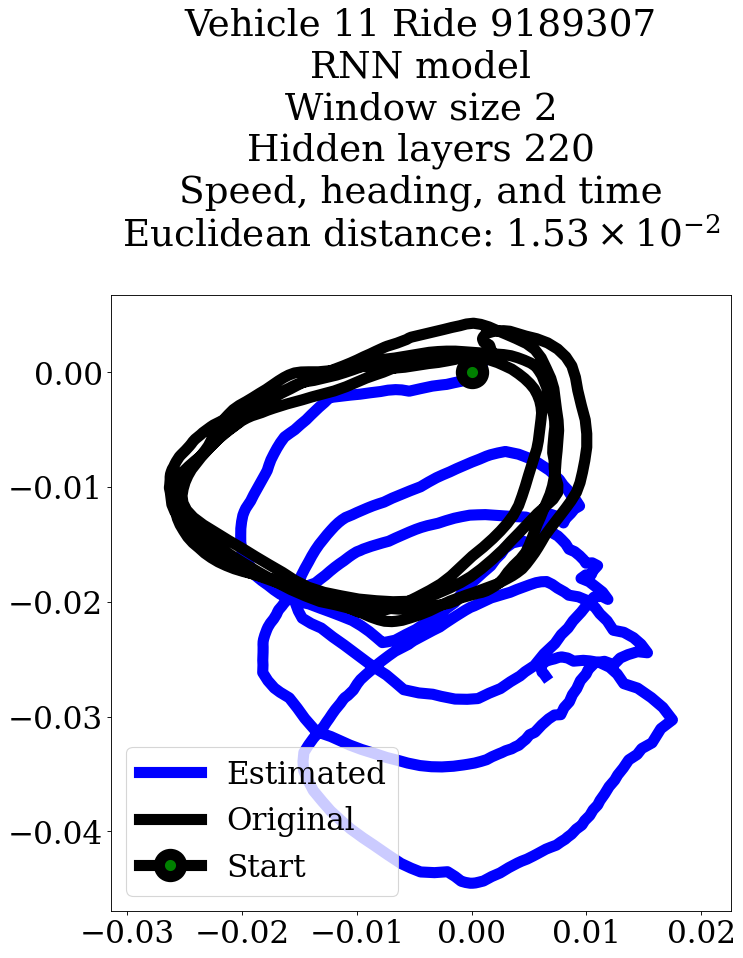 Vehicle 11 Ride 9189307
RNN model
Window size 2
Hidden layers 220
Speed, heading, and time
Euclidean distance: 1.53 × 10⁻²
0.00
−0.01
−0.02
−0.03
−0.04
Estimated
Original
Start
−0.03 −0.02 −0.01 0.00 0.01 0.02